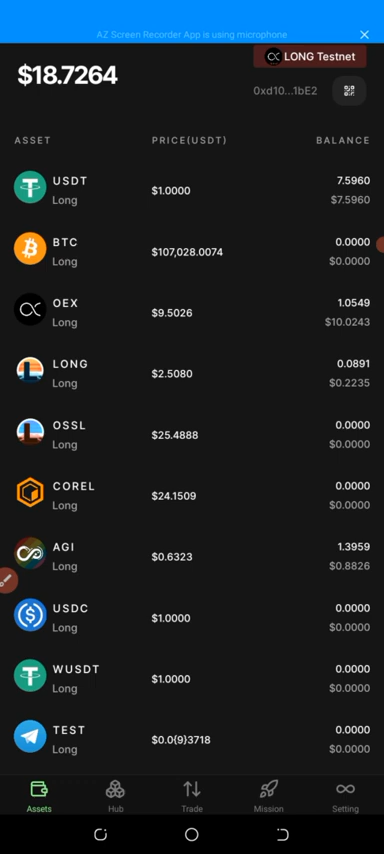 AZ Screen Recorder App is using microphone
LONG Testnet
$18.7264
0xd10...1bE2
ASSET PRICE(USDT) BALANCE
USDT 7.5960
Long $1.0000 $7.5960
BTC 0.0000
Long $107,028.0074 $0.0000
OEX 1.0549
Long $9.5026 $10.0243
LONG 0.0891
Long $2.5080 $0.2235
OSSL 0.0000
Long $25.4888 $0.0000
COREL 0.0000
Long $24.1509 $0.0000
AGI 1.3959
Long $0.6323 $0.8826
USDC 0.0000
Long $1.0000 $0.0000
WUSDT 0.0000
Long $1.0000 $0.0000
TEST 0.0000
Long $0.0{9}3718 $0.0000
Assets Hub Trade Mission Setting